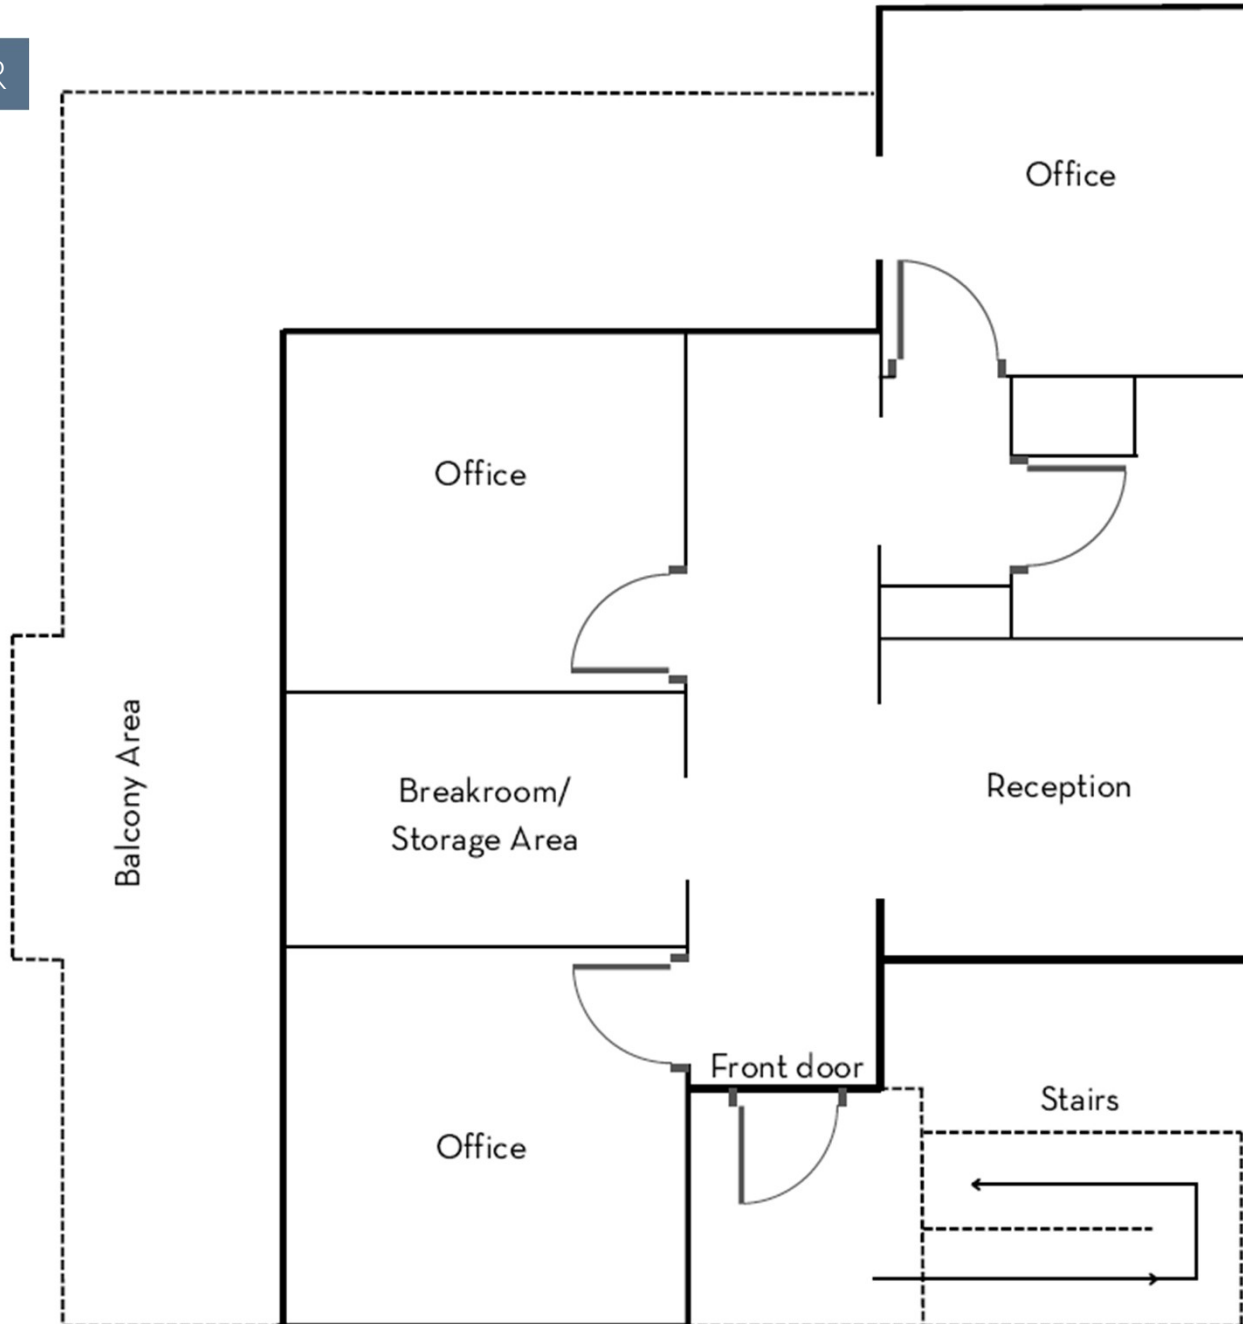 R
Office
Office
Balcony Area
Breakroom/
Storage Area
Reception
Front door
Stairs
Office